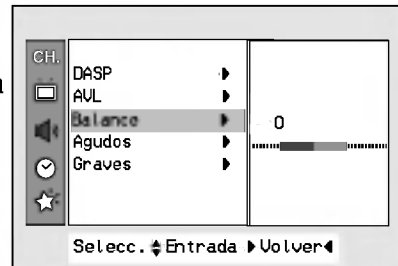 CH.
DASP
AVL
Balance
0
Agudos
Graves
Selecc. Entrada Volver